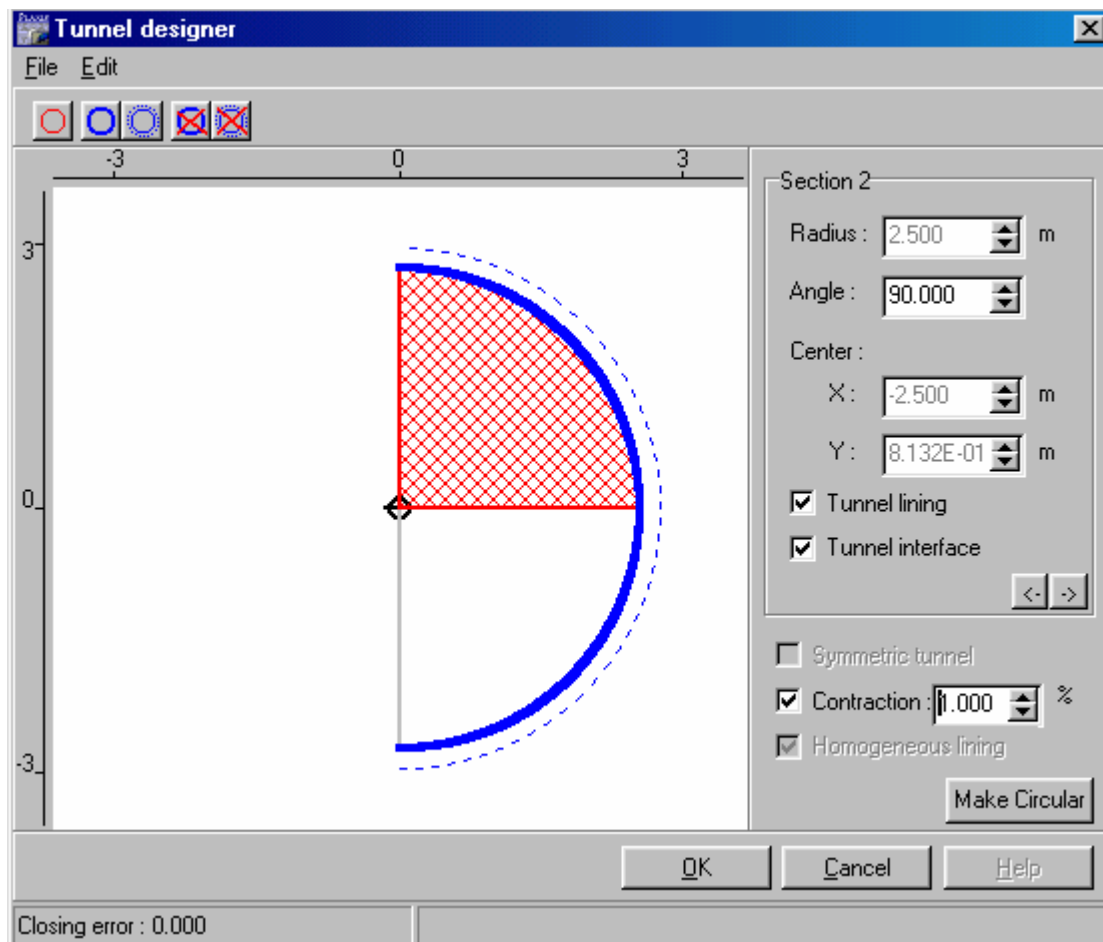 Tunnel designer
File Edit
-3 0 3
3
0
-3
Section 2
Radius : 2.500 m
Angle : 90.000
Center :
X : -2.500 m
Y : 8.132E-01 m
Tunnel lining
Tunnel interface
<- ->
Symmetric tunnel
Contraction : 1.000 %
Homogeneous lining
Make Circular
OK Cancel Help
Closing error : 0.000